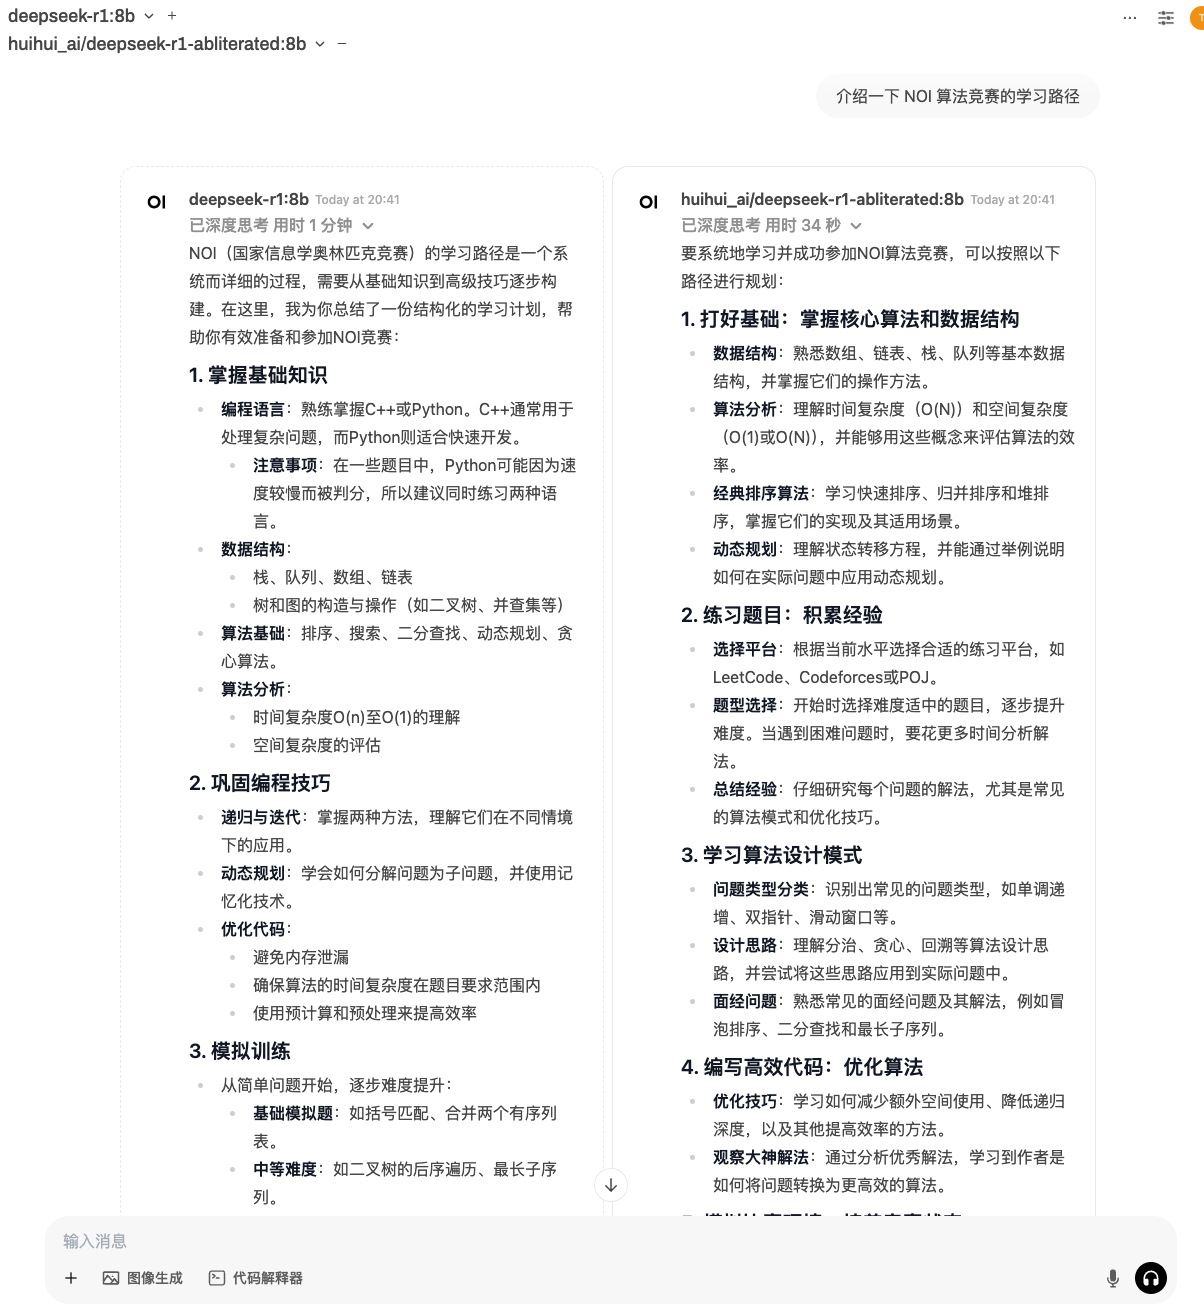 deepseek-r1:8b
huihui_ai/deepseek-r1-abliterated:8b
介绍一下 NOI 算法竞赛的学习路径
deepseek-r1:8b Today at 20:41
已深度思考 用时 1 分钟
NOI（国家信息学奥林匹克竞赛）的学习路径是一个系
统而详细的过程，需要从基础知识到高级技巧逐步构
建。在这里，我为你总结了一份结构化的学习计划，帮
助你有效准备和参加NOI竞赛：
1. 掌握基础知识
编程语言：熟练掌握C++或Python。C++通常用于
处理复杂问题，而Python则适合快速开发。
注意事项：在一些题目中，Python可能因为速
度较慢而被判分，所以建议同时练习两种语
言。
数据结构：
栈、队列、数组、链表
树和图的构造与操作（如二叉树、并查集等）
算法基础：排序、搜索、二分查找、动态规划、贪
心算法。
算法分析：
时间复杂度O(n)至O(1)的理解
空间复杂度的评估
2. 巩固编程技巧
递归与迭代：掌握两种方法，理解它们在不同情境
下的应用。
动态规划：学会如何分解问题为子问题，并使用记
忆化技术。
优化代码：
避免内存泄漏
确保算法的时间复杂度在题目要求范围内
使用预计算和预处理来提高效率
3. 模拟训练
从简单问题开始，逐步难度提升：
基础模拟题：如括号匹配、合并两个有序列
表。
中等难度：如二叉树的后序遍历、最长子序
列。
huihui_ai/deepseek-r1-abliterated:8b Today at 20:41
已深度思考 用时 34 秒
要系统地学习并成功参加NOI算法竞赛，可以按照以下
路径进行规划：
1. 打好基础：掌握核心算法和数据结构
数据结构：熟悉数组、链表、栈、队列等基本数据
结构，并掌握它们的操作方法。
算法分析：理解时间复杂度（O(N)）和空间复杂度
（O(1)或O(N)），并能够用这些概念来评估算法的效
率。
经典排序算法：学习快速排序、归并排序和堆排
序，掌握它们的实现及其适用场景。
动态规划：理解状态转移方程，并能通过举例说明
如何在实际问题中应用动态规划。
2. 练习题目：积累经验
选择平台：根据当前水平选择合适的练习平台，如
LeetCode、Codeforces或POJ。
题型选择：开始时选择难度适中的题目，逐步提升
难度。当遇到困难问题时，要花更多时间分析解
法。
总结经验：仔细研究每个问题的解法，尤其是常见
的算法模式和优化技巧。
3. 学习算法设计模式
问题类型分类：识别出常见的问题类型，如单调递
增、双指针、滑动窗口等。
设计思路：理解分治、贪心、回溯等算法设计思
路，并尝试将这些思路应用到实际问题中。
面经问题：熟悉常见的面经问题及其解法，例如冒
泡排序、二分查找和最长子序列。
4. 编写高效代码：优化算法
优化技巧：学习如何减少额外空间使用、降低递归
深度，以及其他提高效率的方法。
观察大神解法：通过分析优秀解法，学习到作者是
如何将问题转换为更高效的算法。
输入消息
图像生成
代码解释器